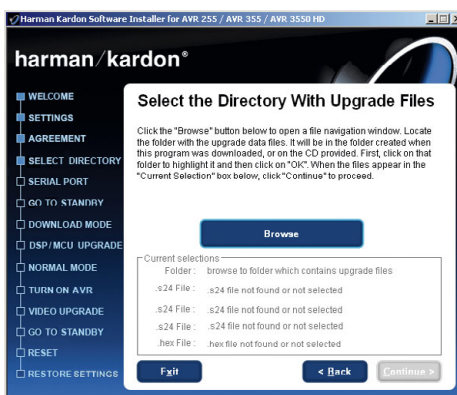 Harman Kardon Software Installer for AVR 255 / AVR 355 / AVR 3550 HD
harman/kardon®
WELCOME
SETTINGS
AGREEMENT
SELECT DIRECTORY
SERIAL PORT
GO TO STANDBY
DOWNLOAD MODE
DSP/MCU UPGRADE
NORMAL MODE
TURN ON AVR
VIDEO UPGRADE
GO TO STANDBY
RESET
RESTORE SETTINGS
Select the Directory With Upgrade Files
Click the "Browse" button below to open a file navigation window. Locate
the folder with the upgrade data files. It will be in the folder created when
this program was downloaded, or on the CD provided. First, click on that
folder to highlight it and then click on "OK". When the files appear in the
"Current Selection" box below, click "Continue" to proceed.
Browse
Current selections
Folder : browse to folder which contains upgrade files
.s24 File : .s24 file not found or not selected
.s24 File : .s24 file not found or not selected
.s24 File : .s24 file not found or not selected
.hex File : .hex file not found or not selected
Exit
< Back
Continue >